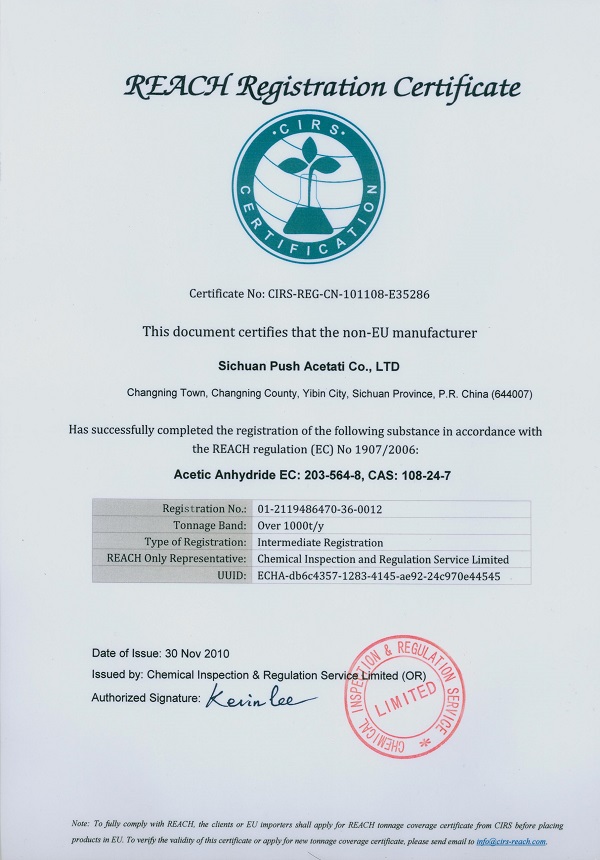 REACH Registration Certificate
·CIRS·
CERTIFICATION
Certificate No: CIRS-REG-CN-101108-E35286
This document certifies that the non-EU manufacturer
Sichuan Push Acetati Co., LTD
Changning Town, Changning County, Yibin City, Sichuan Province, P.R. China (644007)
Has successfully completed the registration of the following substance in accordance with
the REACH regulation (EC) No 1907/2006:
Acetic Anhydride EC: 203-564-8, CAS: 108-24-7
Registration No.: 01-2119486470-36-0012
Tonnage Band: Over 1000t/y
Type of Registration: Intermediate Registration
REACH Only Representative: Chemical Inspection and Regulation Service Limited
UUID: ECHA-db6c4357-1283-4145-ae92-24c970e44545
Date of Issue: 30 Nov 2010
Issued by: Chemical Inspection & Regulation Service Limited (OR)
Authorized Signature: Kevin lee
CHEMICAL INSPECTION & REGULATION SERVICE
LIMITED
Note: To fully comply with REACH, the clients or EU importers shall apply for REACH tonnage coverage certificate from CIRS before placing
products in EU. To verify the validity of this certificate or apply for new tonnage coverage certificate, please send email to info@cirs-reach.com.